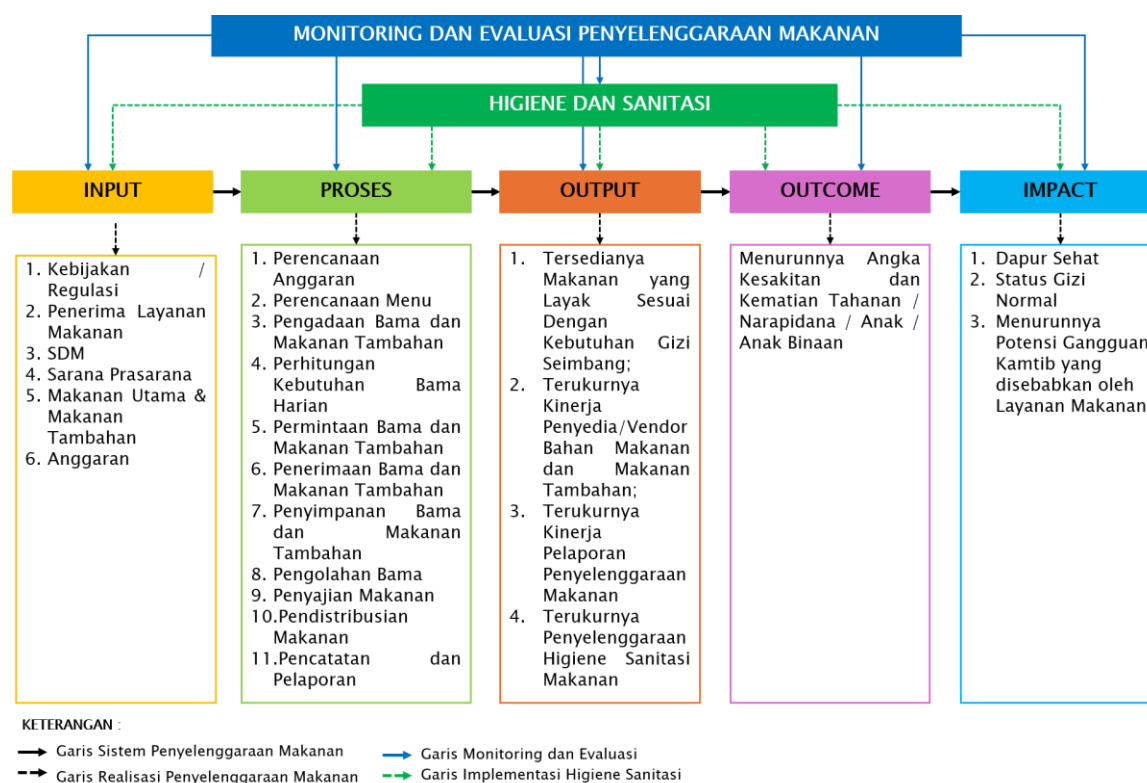 MONITORING DAN EVALUASI PENYELENGGARAAN MAKANAN
HIGIENE DAN SANITASI
INPUT
PROSES
OUTPUT
OUTCOME
IMPACT
1. Kebijakan /
Regulasi
2. Penerima Layanan
Makanan
3. SDM
4. Sarana Prasarana
5. Makanan Utama &
Makanan
Tambahan
6. Anggaran
1. Perencanaan
Anggaran
2. Perencanaan Menu
3. Pengadaan Bama dan
Makanan Tambahan
4. Perhitungan
Kebutuhan Bama
Harian
5. Permintaan Bama dan
Makanan Tambahan
6. Penerimaan Bama dan
Makanan Tambahan
7. Penyimpanan Bama
dan Makanan
Tambahan
8. Pengolahan Bama
9. Penyajian Makanan
10.Pendistribusian
Makanan
11.Pencatatan dan
Pelaporan
1. Tersedianya
Makanan yang
Layak Sesuai
Dengan
Kebutuhan Gizi
Seimbang;
2. Terukurnya
Kinerja
Penyedia/Vendor
Bahan Makanan
dan Makanan
Tambahan;
3. Terukurnya
Kinerja
Pelaporan
Penyelenggaraan
Makanan
4. Terukurnya
Penyelenggaraan
Higiene Sanitasi
Makanan
Menurunnya Angka
Kesakitan dan
Kematian Tahanan /
Narapidana / Anak /
Anak Binaan
1. Dapur Sehat
2. Status Gizi
Normal
3. Menurunnya
Potensi Gangguan
Kamtib yang
disebabkan oleh
Layanan Makanan
KETERANGAN :
Garis Sistem Penyelenggaraan Makanan
Garis Realisasi Penyelenggaraan Makanan
Garis Monitoring dan Evaluasi
Garis Implementasi Higiene Sanitasi